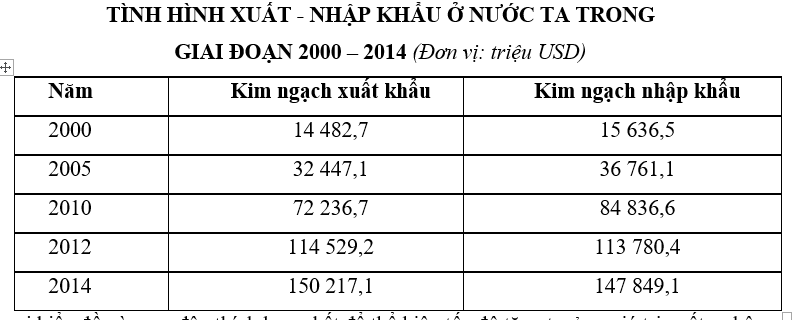 TÌNH HÌNH XUẤT - NHẬP KHẨU Ở NƯỚC TA TRONG
GIAI ĐOẠN 2000 – 2014 (Đơn vị: triệu USD)
Năm Kim ngạch xuất khẩu Kim ngạch nhập khẩu
2000 14 482,7 15 636,5
2005 32 447,1 36 761,1
2010 72 236,7 84 836,6
2012 114 529,2 113 780,4
2014 150 217,1 147 849,1